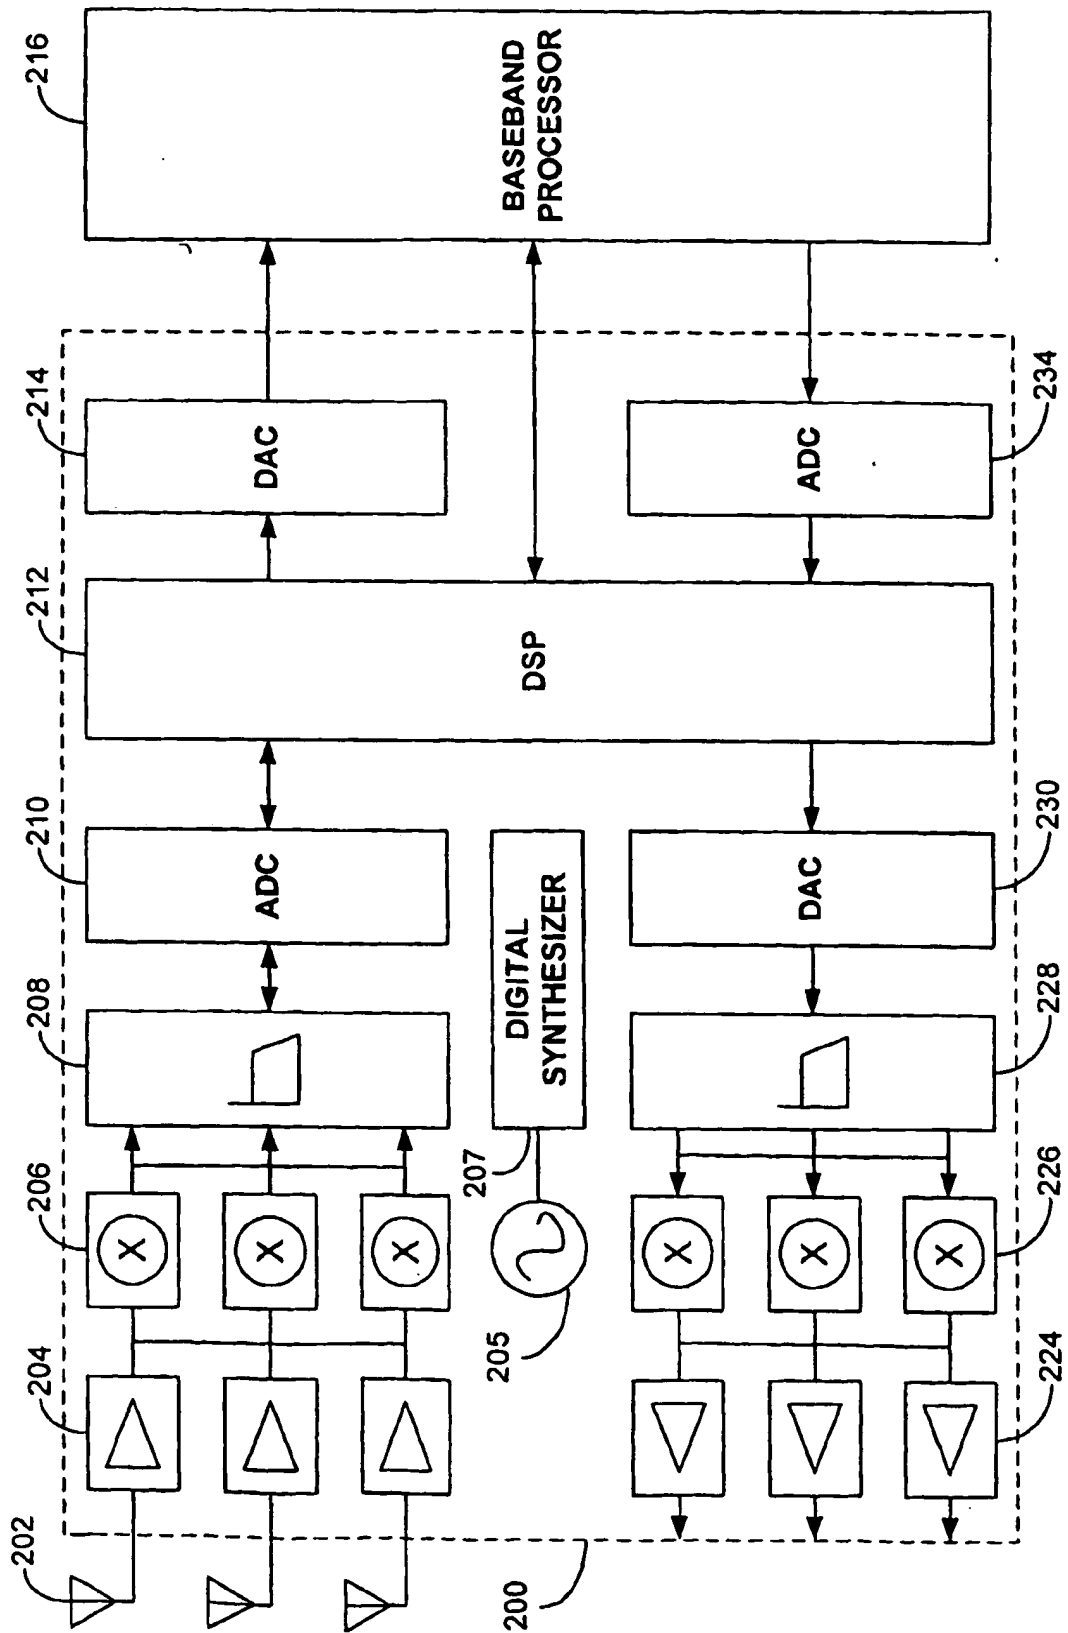 202
204
206
208
210
212
214
216
ADC
DSP
DAC
BASEBAND
PROCESSOR
205
207
DIGITAL
SYNTHESIZER
DAC
ADC
200
224
226
228
230
234
X
X
X
X
X
X